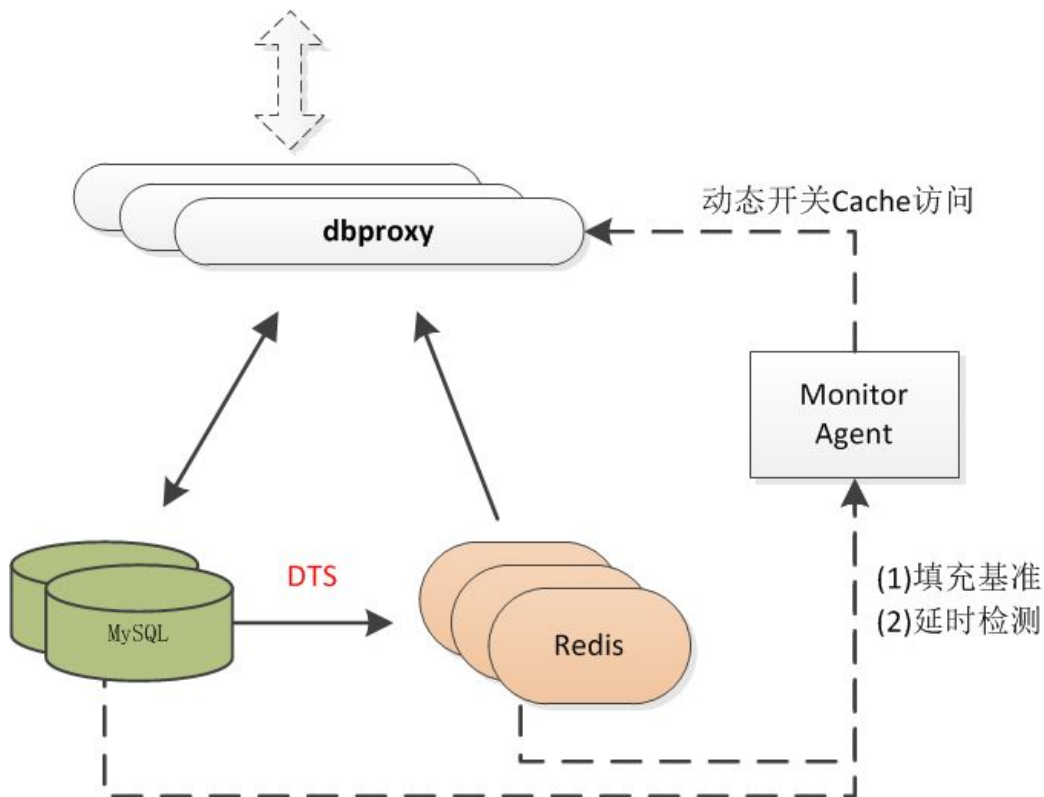 动态开关Cache访问
dbproxy
Monitor
Agent
DTS
(1)填充基准
(2)延时检测
MySQL
Redis